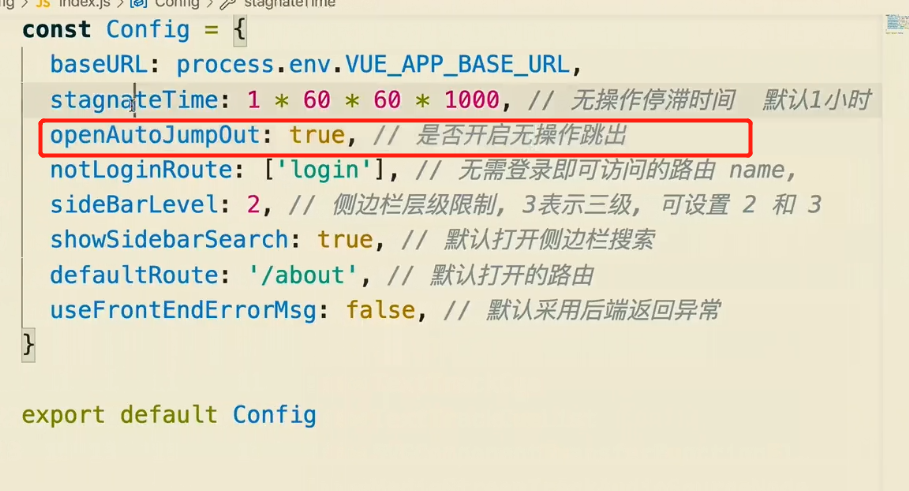 index.js > Config > stagnateTime
const Config = {
baseURL: process.env.VUE_APP_BASE_URL,
stagnateTime: 1 * 60 * 60 * 1000, // 无操作停滞时间  默认1小时
openAutoJumpOut: true, // 是否开启无操作跳出
notLoginRoute: ['login'], // 无需登录即可访问的路由 name,
sideBarLevel: 2, // 侧边栏层级限制, 3表示三级, 可设置 2 和 3
showSidebarSearch: true, // 默认打开侧边栏搜索
defaultRoute: '/about', // 默认打开的路由
useFrontEndErrorMsg: false, // 默认采用后端返回异常
}
export default Config